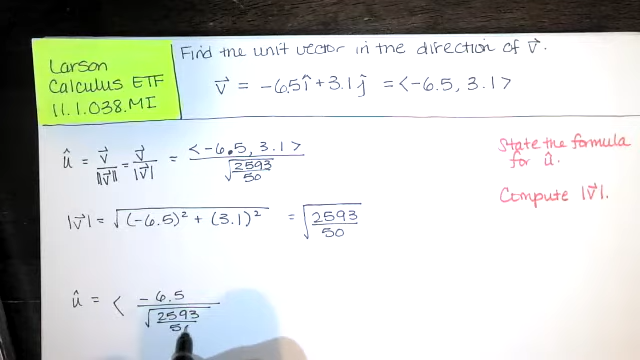 Larson
Calculus ETF
11.1.038.MI
Find the unit vector in the direction of v⃗.
v⃗ = -6.5î + 3.1ĵ = <-6.5, 3.1>
û = v⃗/||v⃗|| = v⃗/|v⃗| = <-6.5, 3.1>/√(2593/50)
State the formula
for û.
|v⃗| = √((-6.5)² + (3.1)²) = √(2593/50)
Compute |v⃗|.
û = < -6.5/√(2593/50)